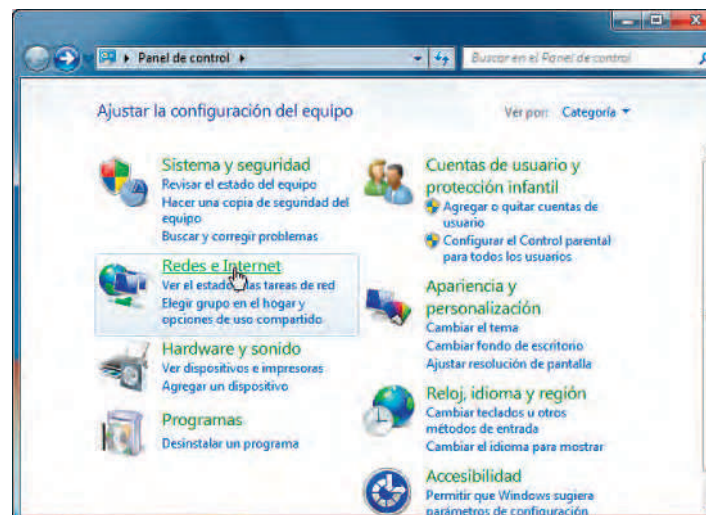 Panel de control
Buscar en el Panel de control
Ajustar la configuración del equipo
Ver por: Categoría
Sistema y seguridad
Revisar el estado del equipo
Hacer una copia de seguridad del
equipo
Buscar y corregir problemas
Redes e Internet
Ver el estado las tareas de red
Elegir grupo en el hogar y
opciones de uso compartido
Hardware y sonido
Ver dispositivos e impresoras
Agregar un dispositivo
Programas
Desinstalar un programa
Cuentas de usuario y
protección infantil
Agregar o quitar cuentas de
usuario
Configurar el Control parental
para todos los usuarios
Apariencia y
personalización
Cambiar el tema
Cambiar fondo de escritorio
Ajustar resolución de pantalla
Reloj, idioma y región
Cambiar teclados u otros
métodos de entrada
Cambiar el idioma para mostrar
Accesibilidad
Permitir que Windows sugiera
parámetros de configuración